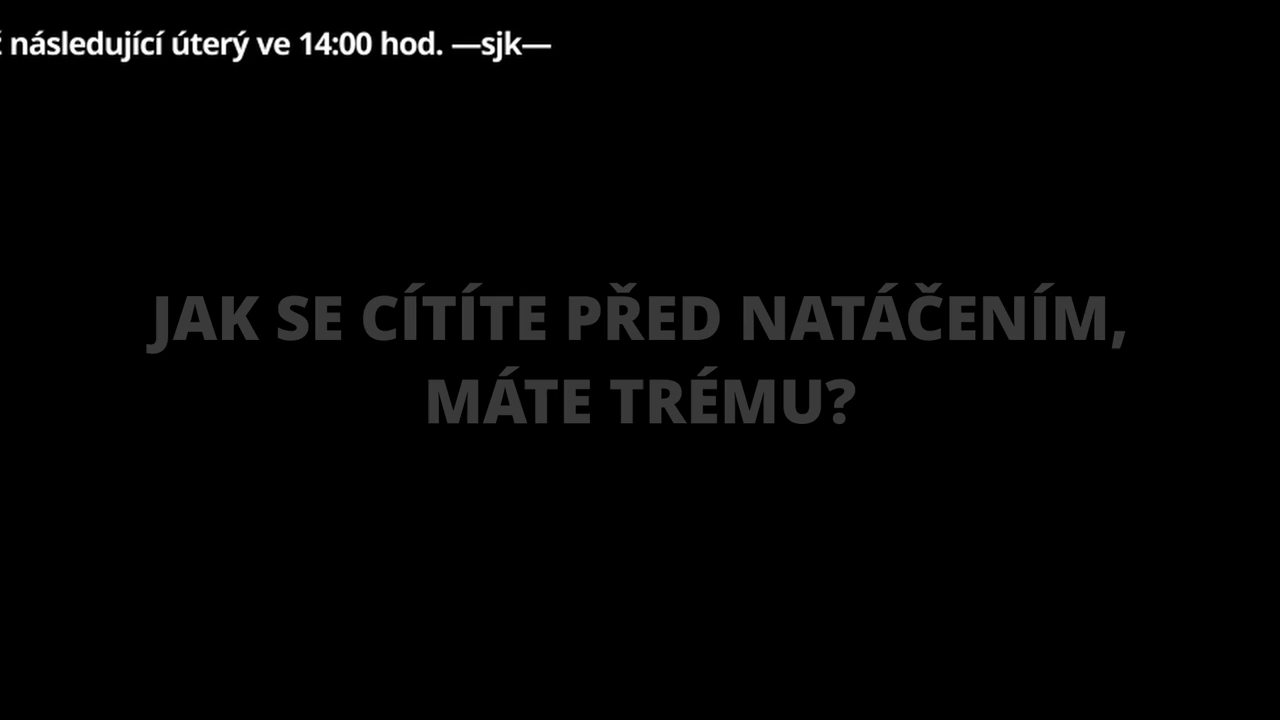 následující úterý ve 14:00 hod. —sjk—
JAK SE CÍTÍTE PŘED NATÁČENÍM,
MÁTE TRÉMU?